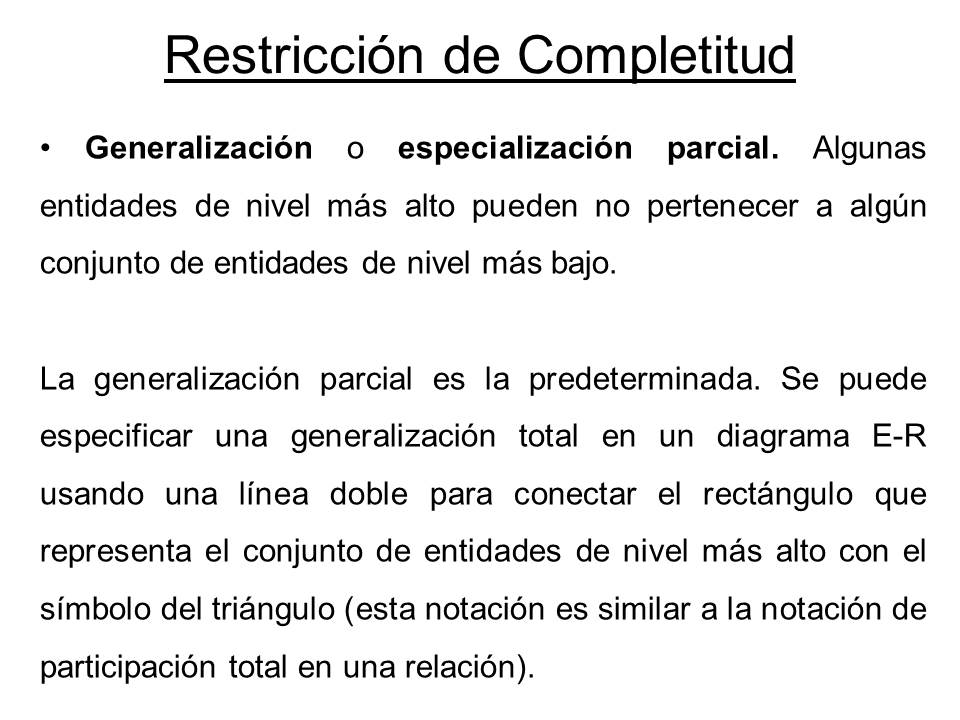 Restricción de Completitud
• Generalización o especialización parcial. Algunas
entidades de nivel más alto pueden no pertenecer a algún
conjunto de entidades de nivel más bajo.
La generalización parcial es la predeterminada. Se puede
especificar una generalización total en un diagrama E-R
usando una línea doble para conectar el rectángulo que
representa el conjunto de entidades de nivel más alto con el
símbolo del triángulo (esta notación es similar a la notación de
participación total en una relación).